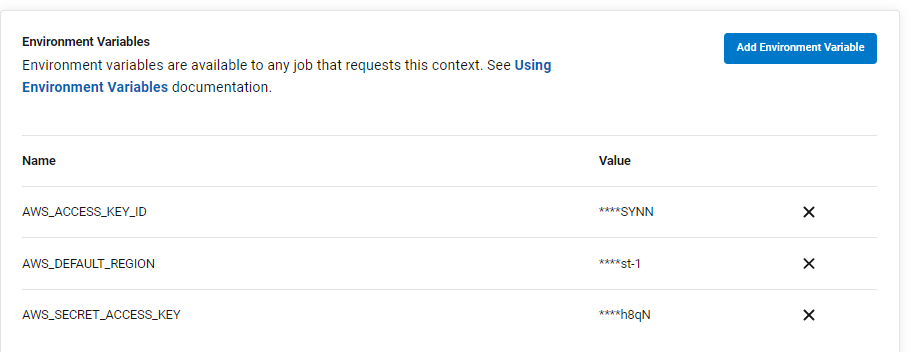 Environment Variables
Add Environment Variable
Environment variables are available to any job that requests this context. See Using
Environment Variables documentation.
Name Value
AWS_ACCESS_KEY_ID ****SYNN
AWS_DEFAULT_REGION ****st-1
AWS_SECRET_ACCESS_KEY ****h8qN